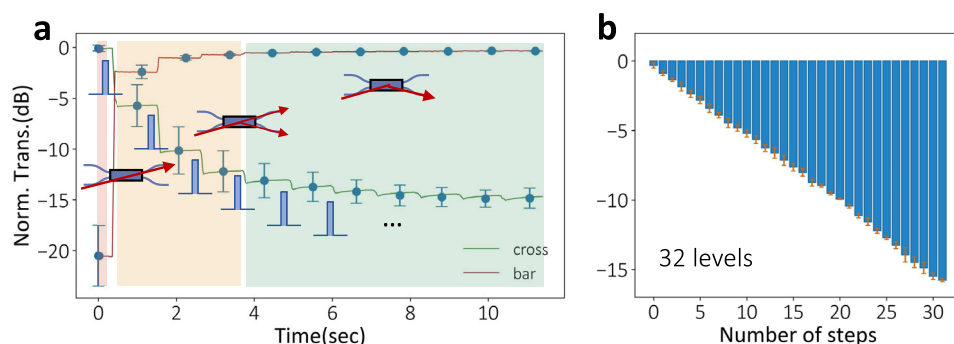 a
Norm. Trans.(dB)
0
−5
−10
−15
−20
...
cross
bar
0
2
4
6
8
10
Time(sec)
b
0
−5
−10
−15
32 levels
0
5
10
15
20
25
30
Number of steps